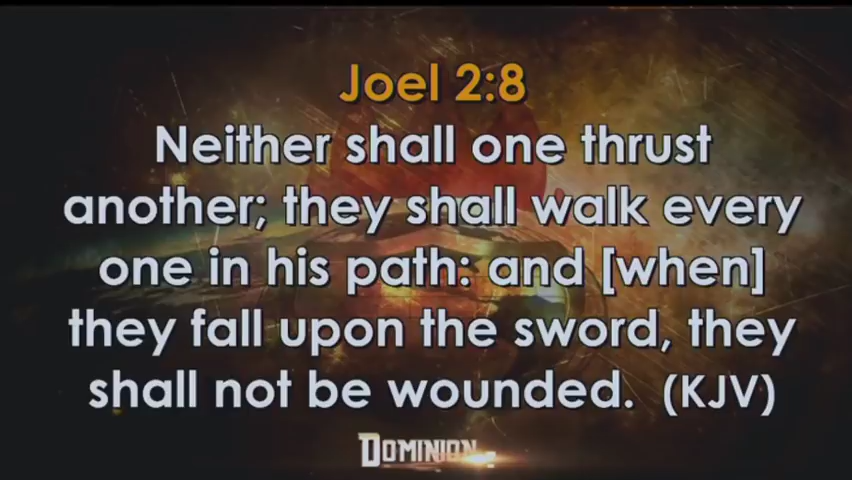 Joel 2:8
Neither shall one thrust
another; they shall walk every
one in his path: and [when]
they fall upon the sword, they
shall not be wounded. (KJV)
DOMINION